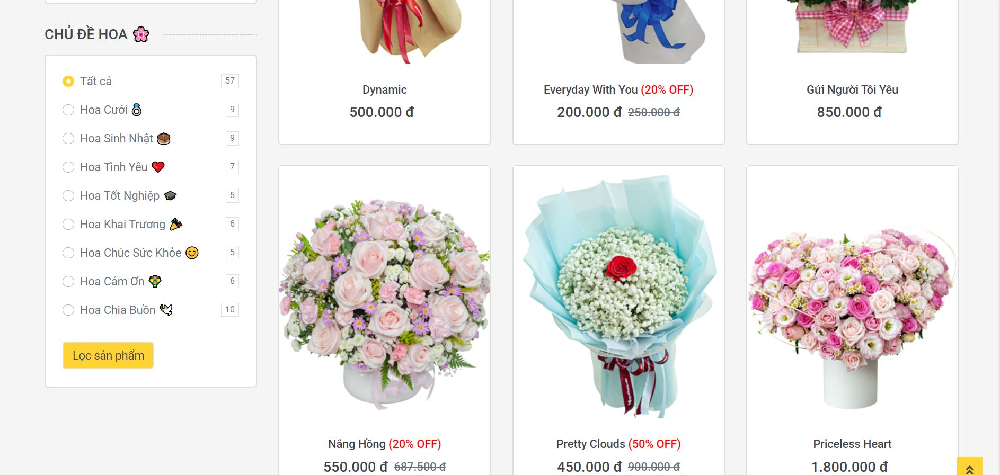 CHỦ ĐỀ HOA 🌸
Tất cả 57
Hoa Cưới 💍 9
Hoa Sinh Nhật 🎂 9
Hoa Tình Yêu ❤️ 7
Hoa Tốt Nghiệp 🎓 5
Hoa Khai Trương 🎉 6
Hoa Chúc Sức Khỏe 😊 5
Hoa Cảm Ơn 💐 6
Hoa Chia Buồn 🕊️ 10
Lọc sản phẩm
Dynamic
500.000 đ
Everyday With You (20% OFF)
200.000 đ 250.000 đ
Gửi Người Tôi Yêu
850.000 đ
Nắng Hồng (20% OFF)
550.000 đ 687.500 đ
Pretty Clouds (50% OFF)
450.000 đ 900.000 đ
Priceless Heart
1.800.000 đ